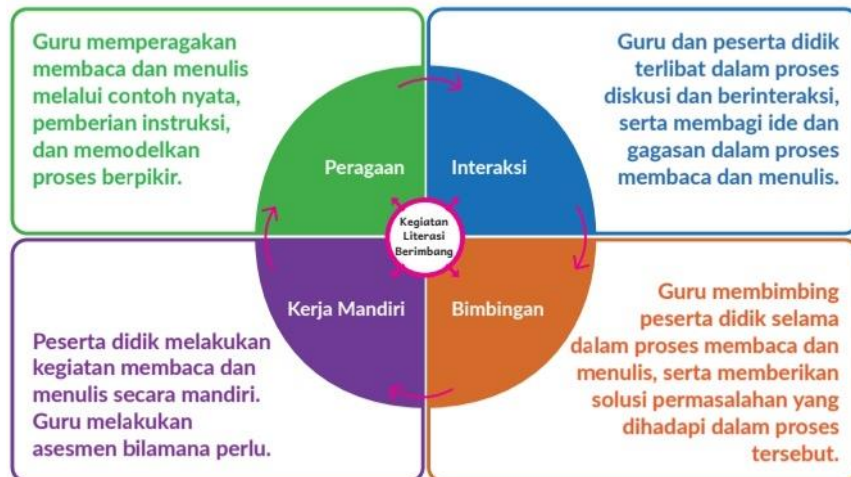 Guru memperagakan
membaca dan menulis
melalui contoh nyata,
pemberian instruksi,
dan memodelkan
proses berpikir.
Guru dan peserta didik
terlibat dalam proses
diskusi dan berinteraksi,
serta membagi ide dan
gagasan dalam proses
membaca dan menulis.
Peragaan
Interaksi
Kegiatan
Literasi
Berimbang
Kerja Mandiri
Bimbingan
Peserta didik melakukan
kegiatan membaca dan
menulis secara mandiri.
Guru melakukan
asesmen bilamana perlu.
Guru membimbing
peserta didik selama
dalam proses membaca dan
menulis, serta memberikan
solusi permasalahan yang
dihadapi dalam proses
tersebut.